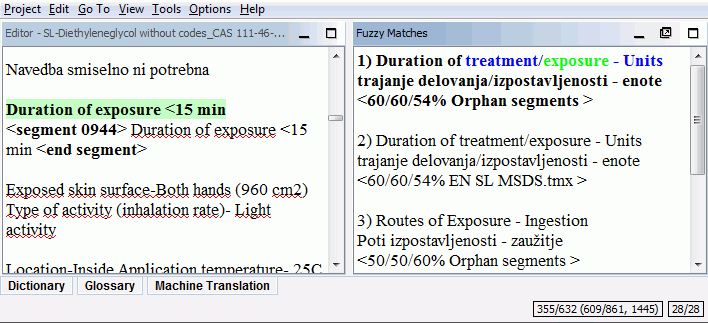 Project Edit Go To View Tools Options Help
Editor - SL-Diethyleneglycol without codes_CAS 111-46-...
Navedba smiselno ni potrebna
Duration of exposure <15 min
<segment 0944> Duration of exposure <15
min <end segment>
Exposed skin surface-Both hands (960 cm2)
Type of activity (inhalation rate)- Light
activity
Location-Inside Application temperature- 25C
Fuzzy Matches
1) Duration of treatment/exposure - Units
trajanje delovanja/izpostavljenosti - enote
<60/60/54% Orphan segments >
2) Duration of treatment/exposure - Units
trajanje delovanja/izpostavljenosti - enote
<60/60/54% EN SL MSDS.tmx >
3) Routes of Exposure - Ingestion
Poti izpostavljenosti - zaužitje
<50/50/60% Orphan segments >
Dictionary Glossary Machine Translation
355/632 (609/861, 1445) 28/28